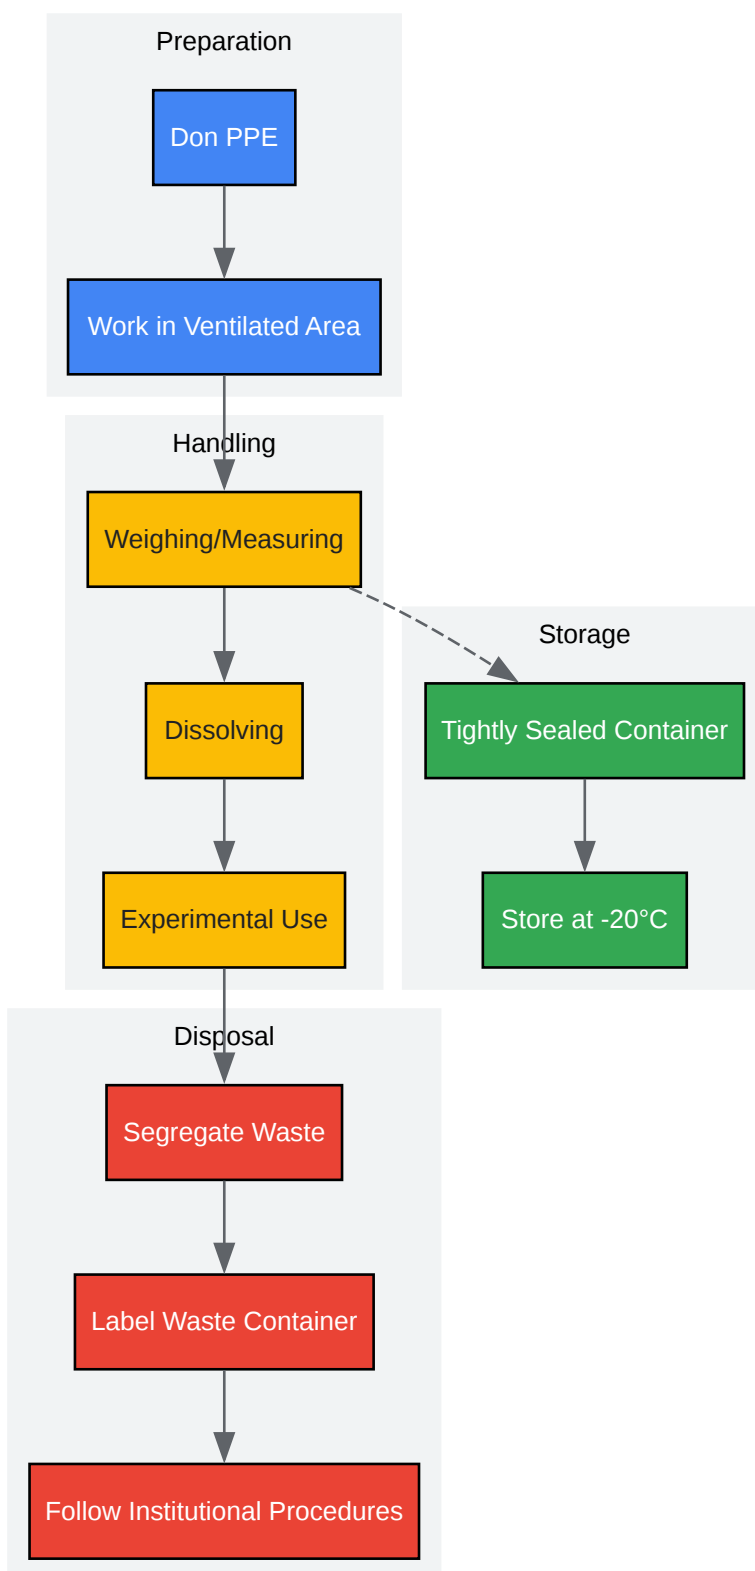 Preparation
Don PPE
Work in Ventilated Area
Handling
Weighing/Measuring
Dissolving
Experimental Use
Storage
Tightly Sealed Container
Store at -20°C
Disposal
Segregate Waste
Label Waste Container
Follow Institutional Procedures